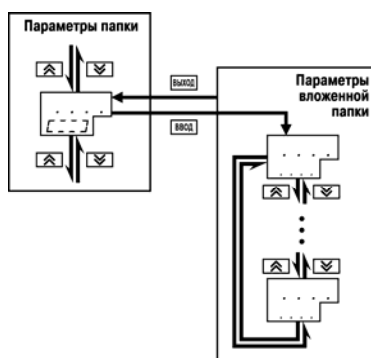 Параметры папки
ВЫХОД
ВВОД
Параметры
вложенной
папки